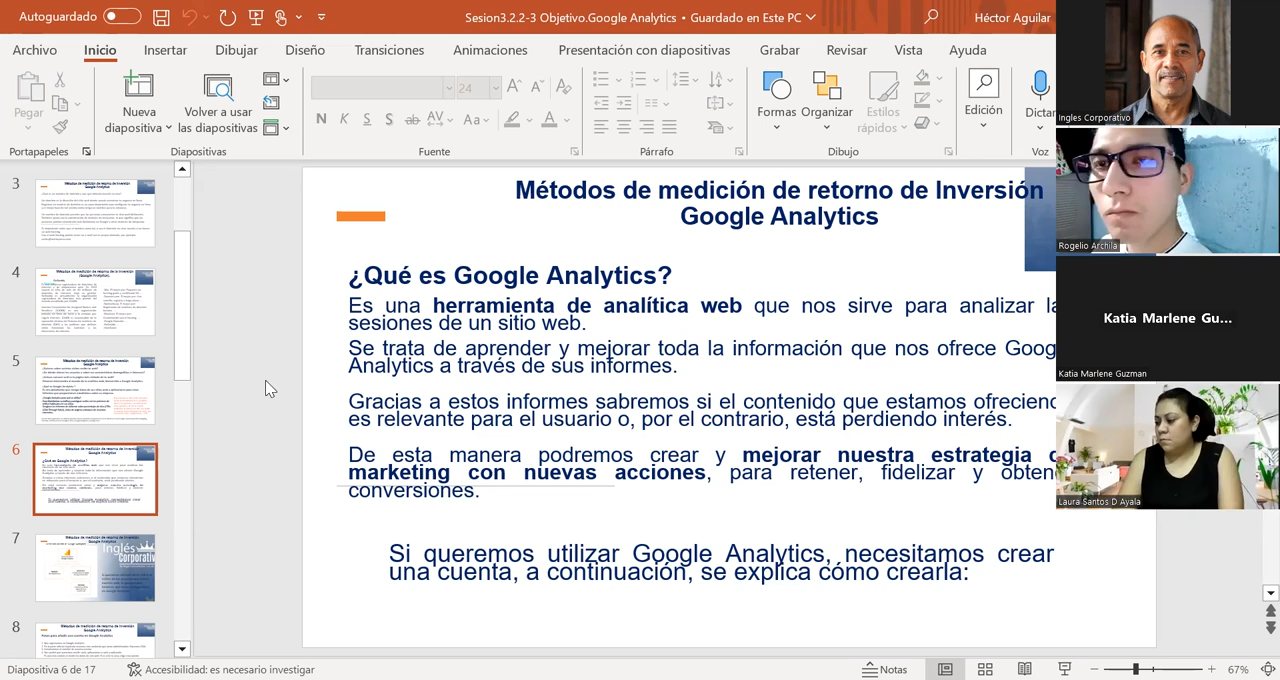 Autoguardado
Sesion3.2.2-3 Objetivo.Google Analytics • Guardado en Este PC
Héctor Aguilar
Archivo Inicio Insertar Dibujar Diseño Transiciones Animaciones Presentación con diapositivas Grabar Revisar Vista Ayuda
Pegar
Nueva diapositiva
Volver a usar las diapositivas
24
N K S S ab AV Aa A
Formas
Organizar
Estilos rápidos
Edición
Dictar
Portapapeles Diapositivas Fuente Párrafo Dibujo Voz
Ingles Corporativo
Rogelio Archila
Katia Marlene Gu...
Katia Marlene Guzman
Laura Santos D Ayala
3
4
5
6
7
8
Métodos de medición de retorno de Inversión
Google Analytics
¿Qué es Google Analytics?
Es una herramienta de analítica web que nos sirve para analizar la
sesiones de un sitio web.
Se trata de aprender y mejorar toda la información que nos ofrece Goog
Analytics a través de sus informes.
Gracias a estos informes sabremos si el contenido que estamos ofreciend
es relevante para el usuario o, por el contrario, está perdiendo interés.
De esta manera podremos crear y mejorar nuestra estrategia d
marketing con nuevas acciones, para retener, fidelizar y obtene
conversiones.
Si queremos utilizar Google Analytics, necesitamos crear
una cuenta, a continuación, se explica cómo crearla:
Diapositiva 6 de 17
Accesibilidad: es necesario investigar
Notas
67%